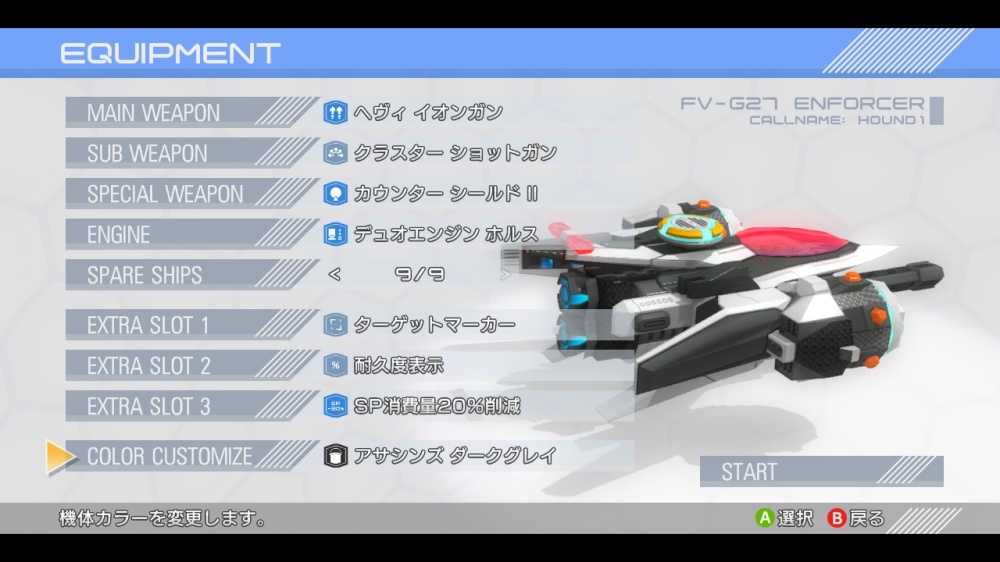 EQUIPMENT
FV-G27 ENFORCER
CALLNAME: HOUND1
MAIN WEAPON ヘヴィ イオンガン
SUB WEAPON クラスター ショットガン
SPECIAL WEAPON カウンター シールド II
ENGINE デュオエンジン ホルス
SPARE SHIPS < 9/9 >
EXTRA SLOT 1 ターゲットマーカー
EXTRA SLOT 2 % 耐久度表示
EXTRA SLOT 3 SP -20% SP消費量20%削減
COLOR CUSTOMIZE アサシンズ ダークグレイ
START
機体カラーを変更します。
A 選択 B 戻る